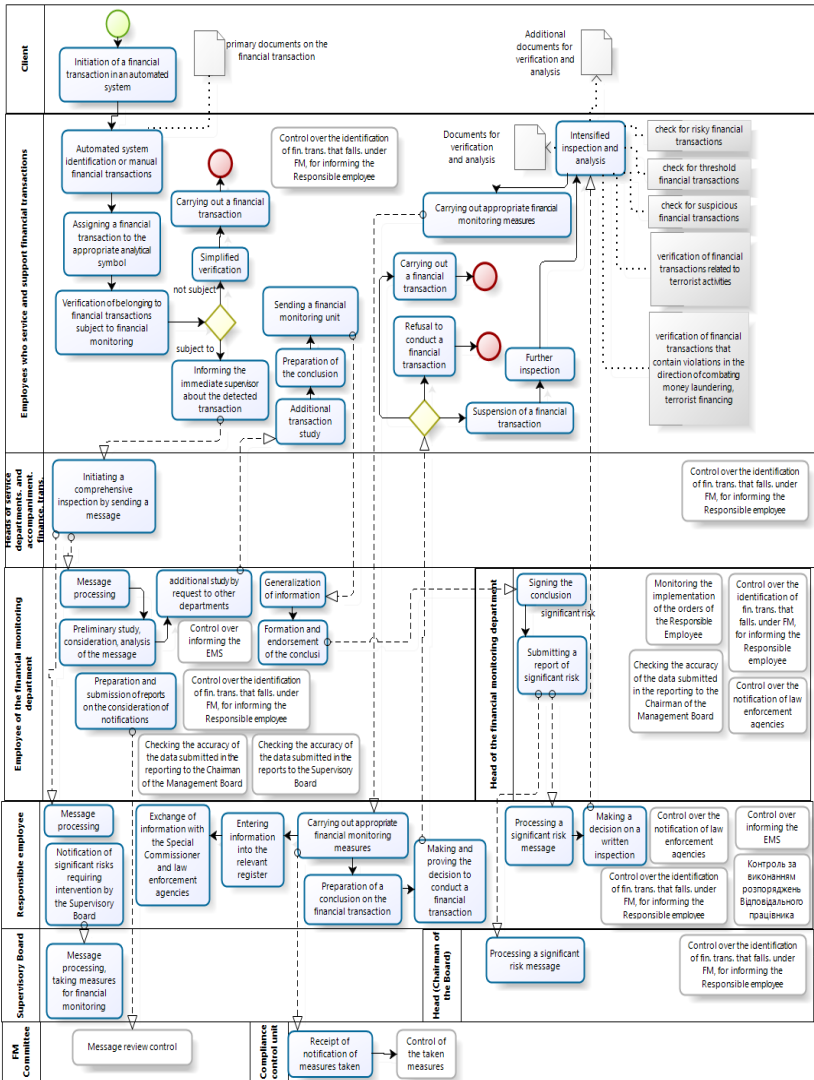 Client
Initiation of a financial
transaction in an automated
system
primary documents on the
financial transaction
Additional
documents for
verification and
analysis
Employees who service and support financial transactions
Automated system
identification or manual
financial transactions
Assigning a financial
transaction to the
appropriate analytical
symbol
Verification of belonging to
financial transactions
subject to financial
monitoring
Carrying out a financial
transaction
Simplified
verification
not subject
subject to
Informing the
immediate supervisor
about the detected
transaction
Control over the identification
of fin. trans. that falls. under
FM, for informing the
Responsible employee
Sending a financial
monitoring unit
Preparation of
the conclusion
Additional
transaction
study
Documents for
verification
and analysis
Intensified
inspection and
analysis
Carrying out appropriate financial
monitoring measures
Carrying out
a financial
transaction
Refusal to
conduct a
financial
transaction
Further
inspection
Suspension of a financial
transaction
check for risky financial
transactions
check for threshold
financial transactions
check for suspicious
financial transactions
verification of financial
transactions related to
terrorist activities
verification of financial
transactions that
contain violations in the
direction of combating
money laundering,
terrorist financing
Heads of service
departments. and
accompaniment.
finance, trans.
Initiating a
comprehensive
inspection by sending a
message
Control over the identification
of fin. trans. that falls. under
FM, for informing the
Responsible employee
Employee of the financial monitoring
department
Message
processing
Preliminary study,
consideration, analysis
of the message
additional study by
request to other
departments
Control over
informing the
EMS
Generalization
of information
Formation and
endorsement
of the conclusi
Preparation and
submission of reports
on the consideration of
notifications
Control over the identification
of fin. trans. that falls. under
FM, for informing the
Responsible employee
Checking the accuracy of
the data submitted in the
reporting to the Chairman
of the Management Board
Checking the accuracy of
the data submitted in the
reports to the Supervisory
Board
Head of the financial monitoring department
Signing the
conclusion
significant risk
Submitting a
report of
significant risk
Monitoring the
implementation
of the orders of
the Responsible
Employee
Control over the
identification of
fin. trans. that
falls. under FM,
for informing the
Responsible
employee
Checking the accuracy
of the data submitted
in the reporting to the
Chairman of the
Management Board
Control over the
notification of law
enforcement
agencies
Responsible employee
Message
processing
Notification of
significant risks
requiring
intervention by
the Supervisory
Board
Exchange of
information with
the Special
Commissioner
and law
enforcement
agencies
Entering
information
into the
relevant
register
Carrying out appropriate
financial monitoring
measures
Preparation of a
conclusion on the
financial transaction
Making and
proving the
decision to
conduct a
financial
transaction
Processing a
significant risk
message
Making a
decision on a
written
inspection
Control over the
notification of law
enforcement
agencies
Control over
informing the
EMS
Control over the identification
of fin. trans. that falls. under
FM, for informing the
Responsible employee
Контроль за
виконанням
розпоряджень
Відповідального
працівника
Supervisory Board
Message
processing,
taking measures
for financial
monitoring
Head (Chairman of
the Board)
Processing a significant
risk message
Control over the identification
of fin. trans. that falls. under
FM, for informing the
Responsible employee
FM
Committee
Message review control
Compliance
control unit
Receipt of
notification of
measures taken
Control of
the taken
measures